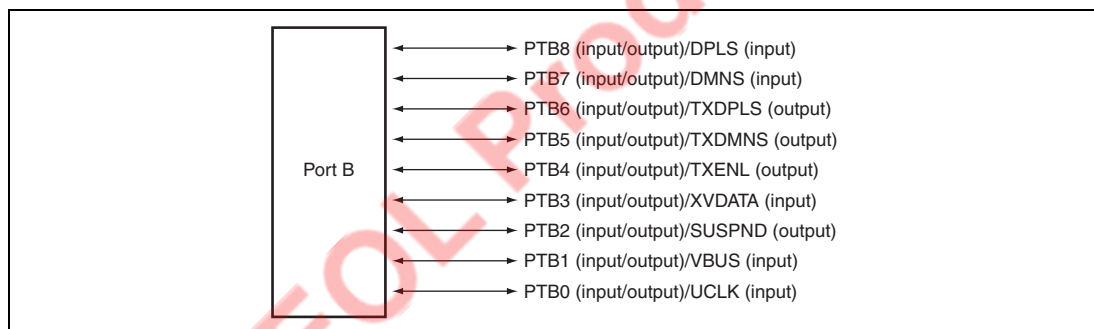 Port B
PTB8 (input/output)/DPLS (input)
PTB7 (input/output)/DMNS (input)
PTB6 (input/output)/TXDPLS (output)
PTB5 (input/output)/TXDMNS (output)
PTB4 (input/output)/TXENL (output)
PTB3 (input/output)/XVDATA (input)
PTB2 (input/output)/SUSPND (output)
PTB1 (input/output)/VBUS (input)
PTB0 (input/output)/UCLK (input)
EOL Prod